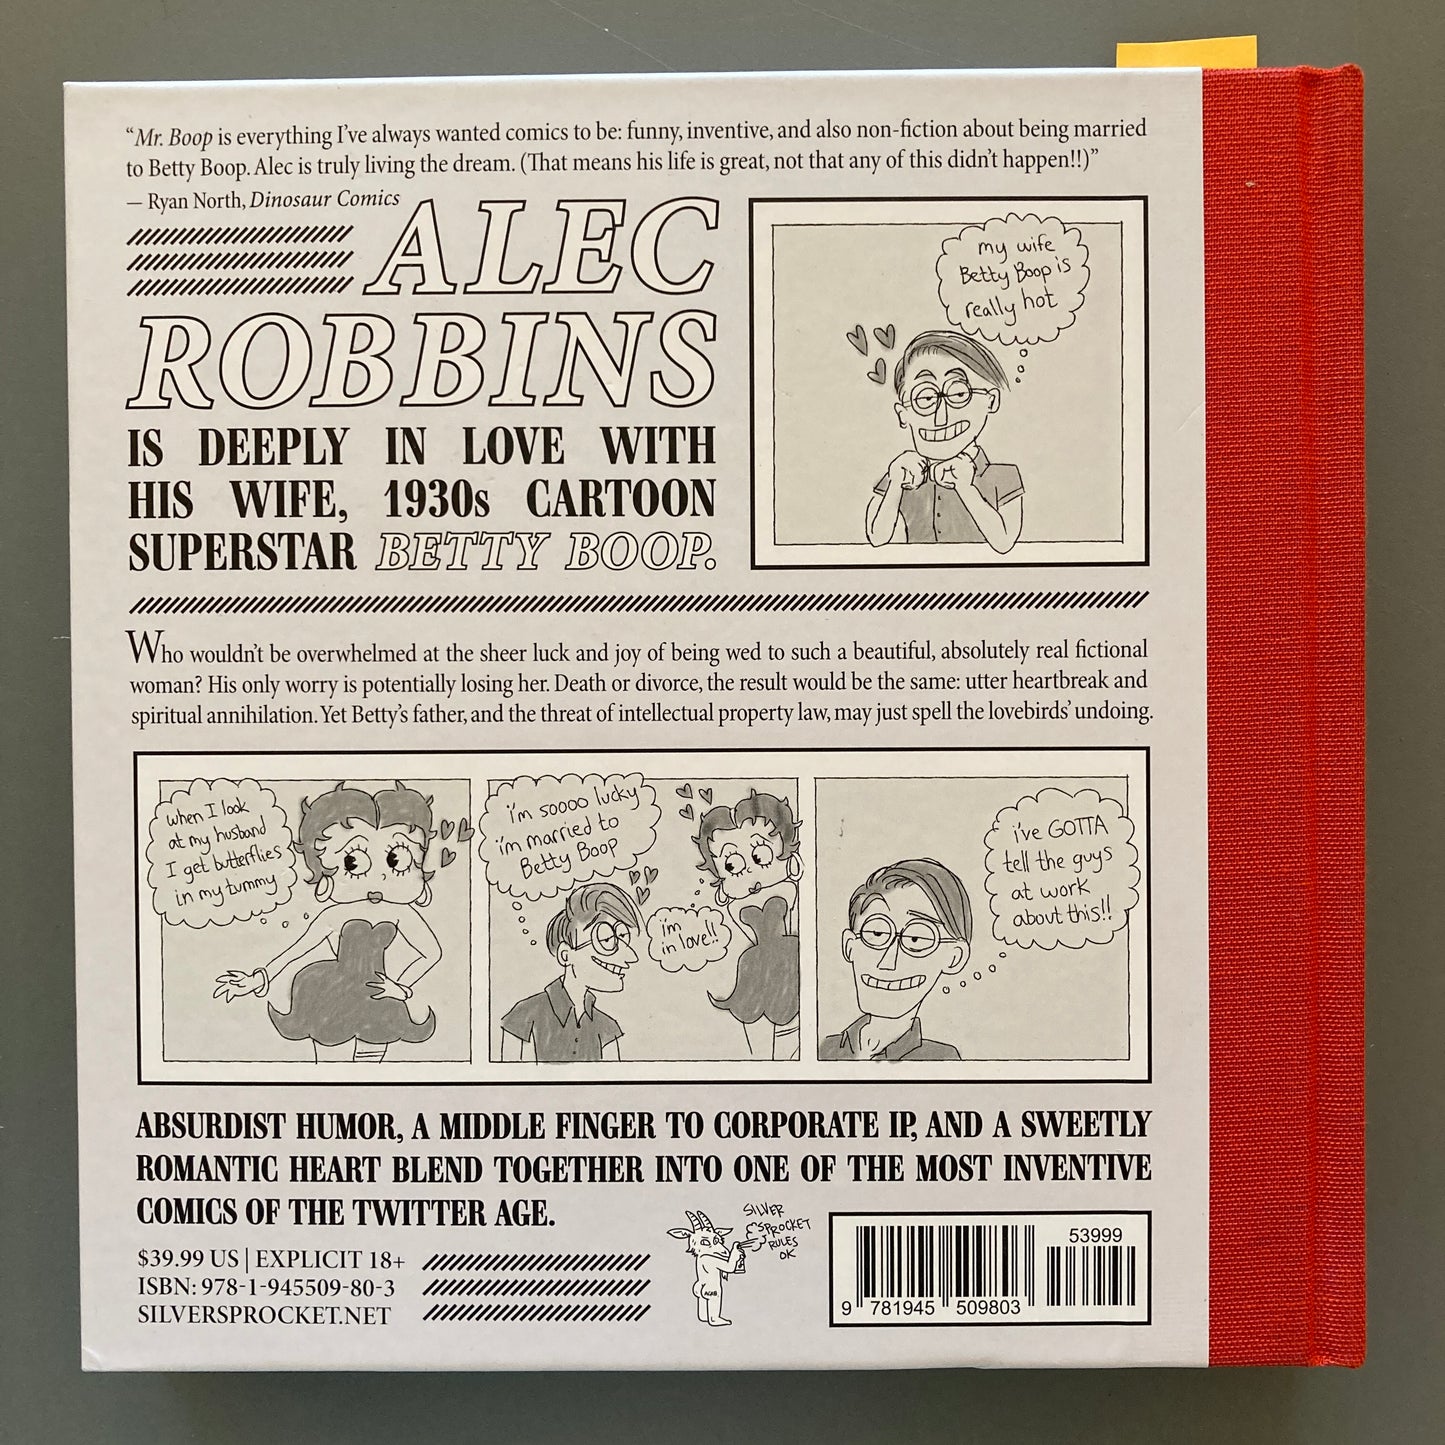 “Mr. Boop is everything I’ve always wanted comics to be: funny, inventive, and also non-fiction about being married
to Betty Boop. Alec is truly living the dream. (That means his life is great, not that any of this didn’t happen!!)”
— Ryan North, Dinosaur Comics
ALEC
ROBBINS
IS DEEPLY IN LOVE WITH
HIS WIFE, 1930s CARTOON
SUPERSTAR BETTY BOOP.
my wife
Betty Boop is
really hot
Who wouldn’t be overwhelmed at the sheer luck and joy of being wed to such a beautiful, absolutely real fictional
woman? His only worry is potentially losing her. Death or divorce, the result would be the same: utter heartbreak and
spiritual annihilation. Yet Betty’s father, and the threat of intellectual property law, may just spell the lovebirds’ undoing.
when I look
at my husband
I get butterflies
in my tummy
i'm soooo lucky
i'm married to
Betty Boop
i'm
in love!!
i've GOTTA
tell the guys
at work
about this!!
ABSURDIST HUMOR, A MIDDLE FINGER TO CORPORATE IP, AND A SWEETLY
ROMANTIC HEART BLEND TOGETHER INTO ONE OF THE MOST INVENTIVE
COMICS OF THE TWITTER AGE.
$39.99 US | EXPLICIT 18+
ISBN: 978-1-945509-80-3
SILVERSPROCKET.NET
SILVER
SPROCKET
RULES
OK
ACAB
53999
9 781945 509803